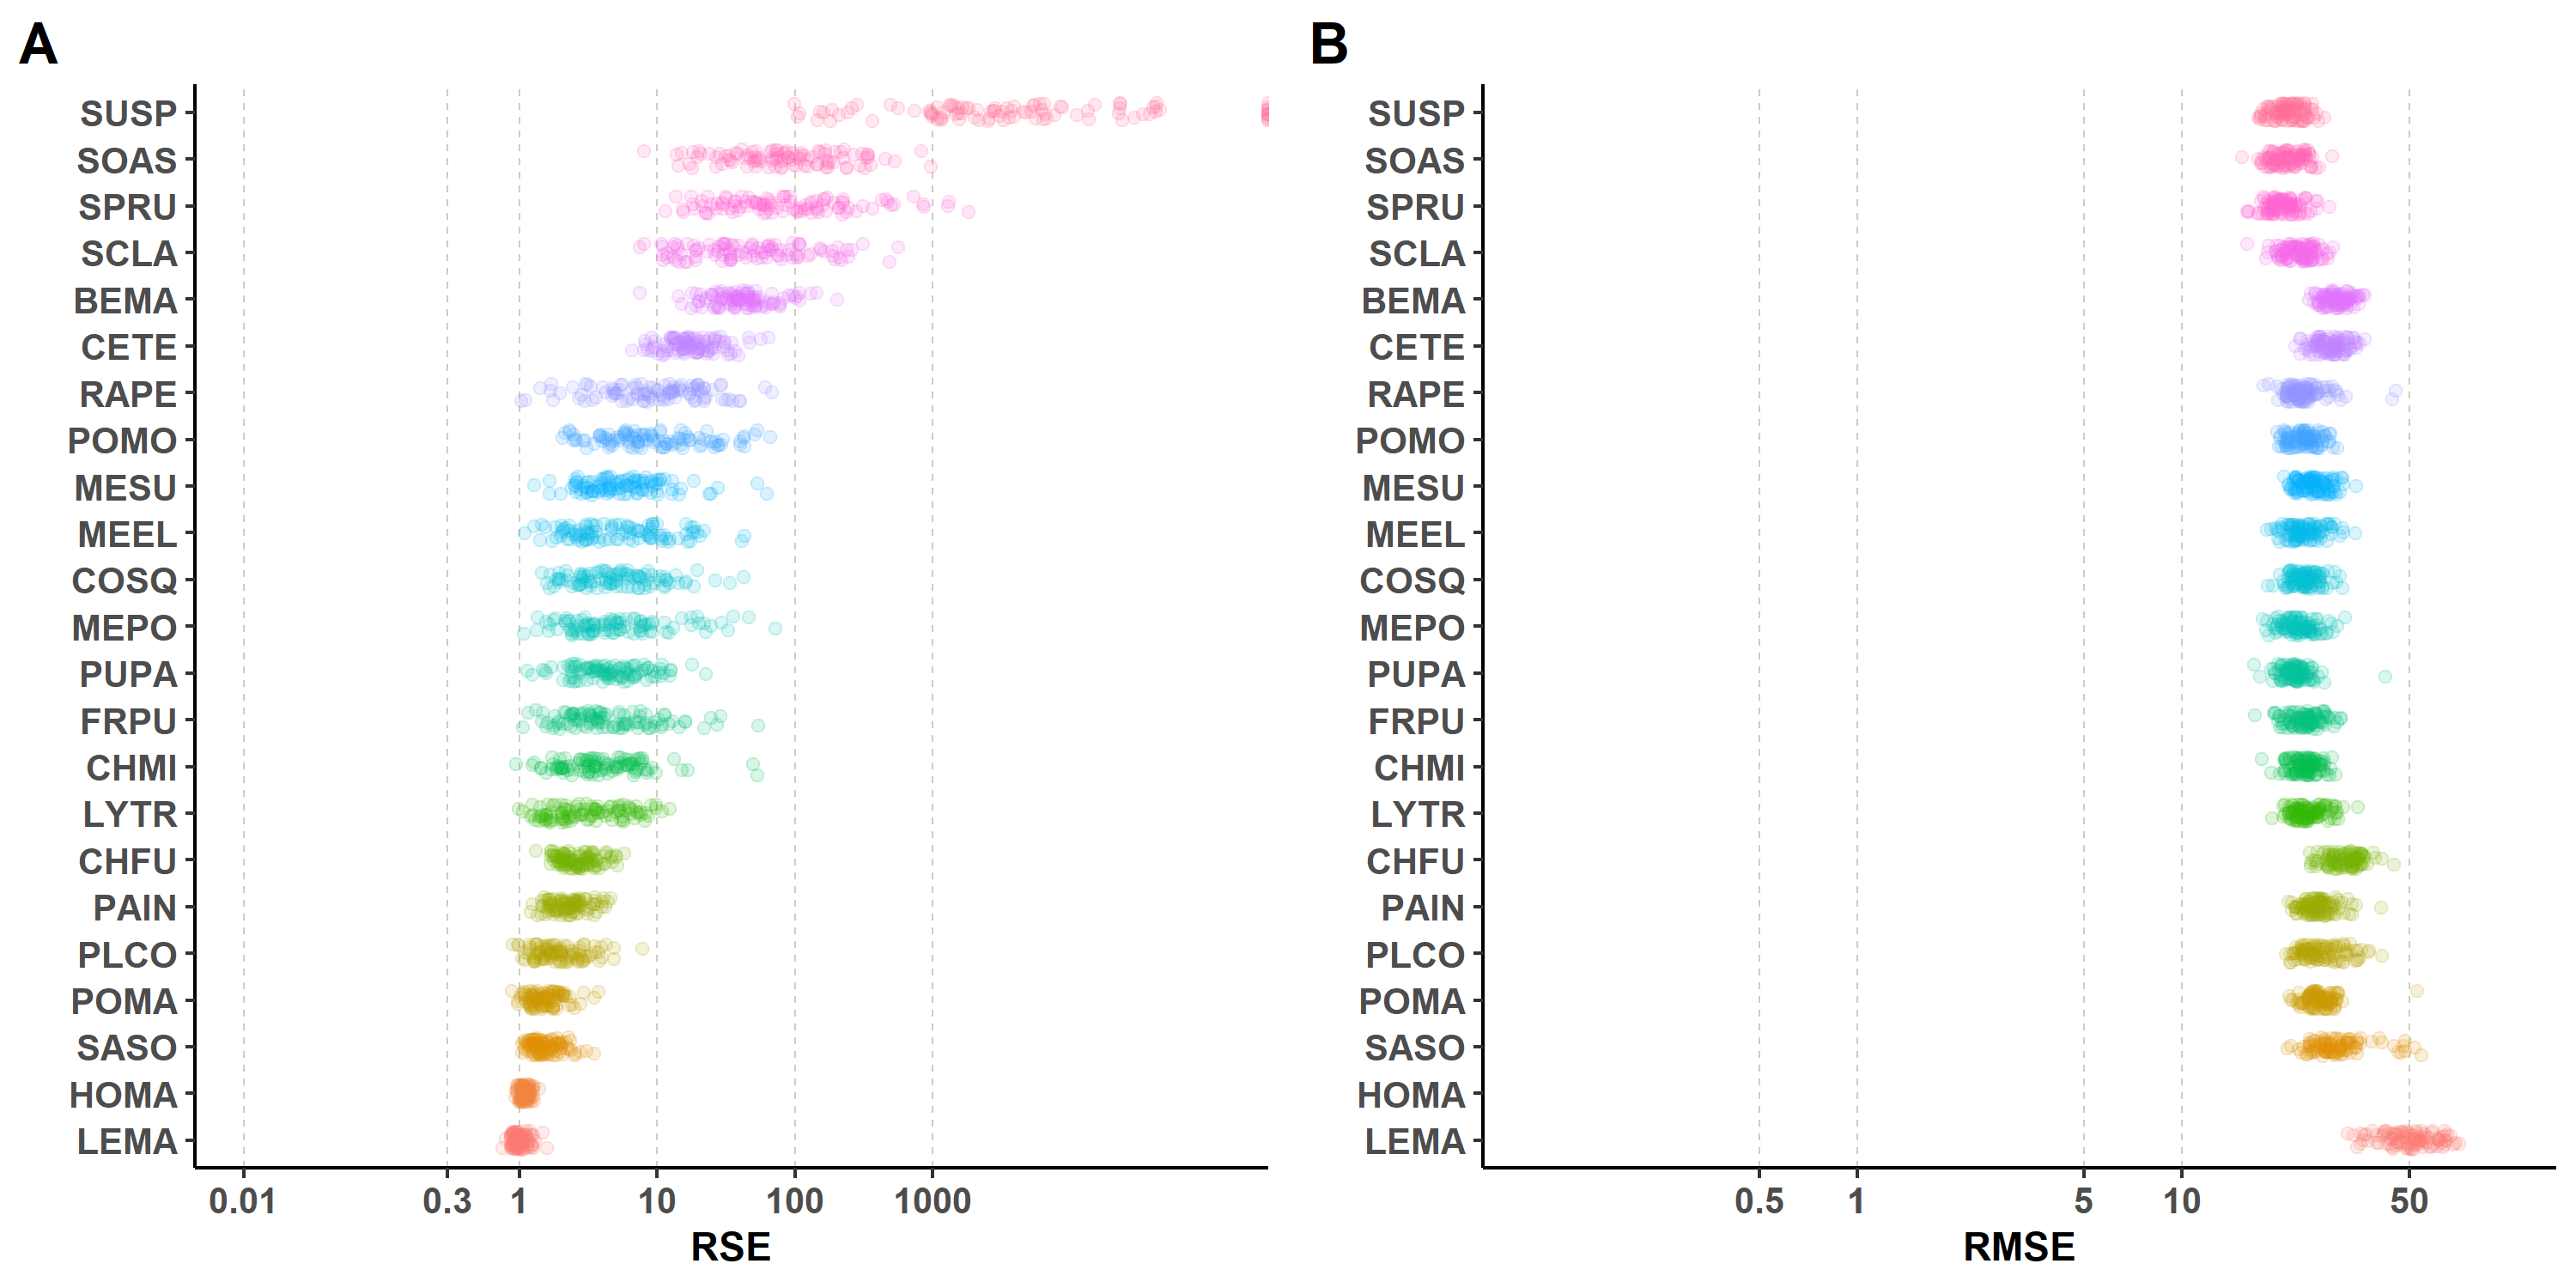 A
SUSP
SOAS
SPRU
SCLA
BEMA
CETE
RAPE
POMO
MESU
MEEL
COSQ
MEPO
PUPA
FRPU
CHMI
LYTR
CHFU
PAIN
PLCO
POMA
SASO
HOMA
LEMA
0.01 0.3 1 10 100 1000
RSE
B
SUSP
SOAS
SPRU
SCLA
BEMA
CETE
RAPE
POMO
MESU
MEEL
COSQ
MEPO
PUPA
FRPU
CHMI
LYTR
CHFU
PAIN
PLCO
POMA
SASO
HOMA
LEMA
0.5 1 5 10 50
RMSE